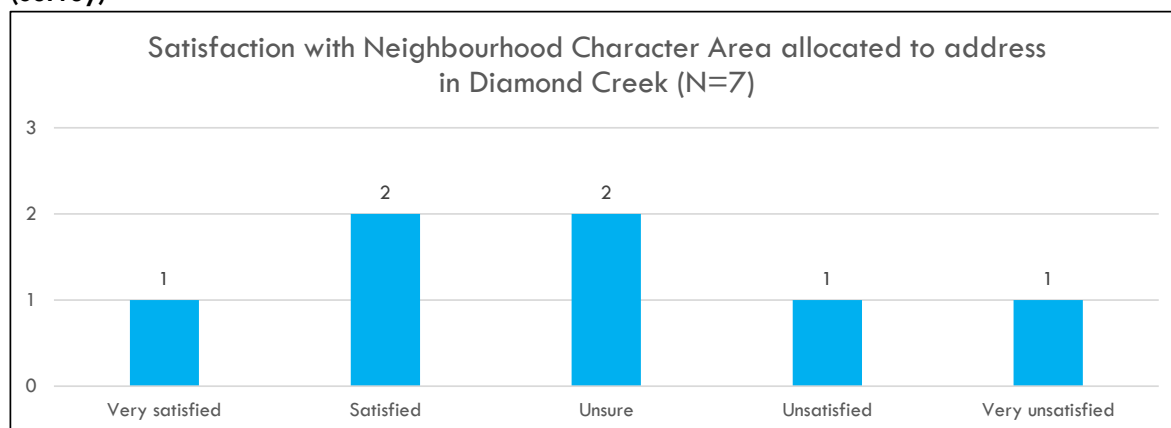 Satisfaction with Neighbourhood Character Area allocated to address
in Diamond Creek (N=7)
3
2
1
0
1
2
2
1
1
Very satisfied
Satisfied
Unsure
Unsatisfied
Very unsatisfied